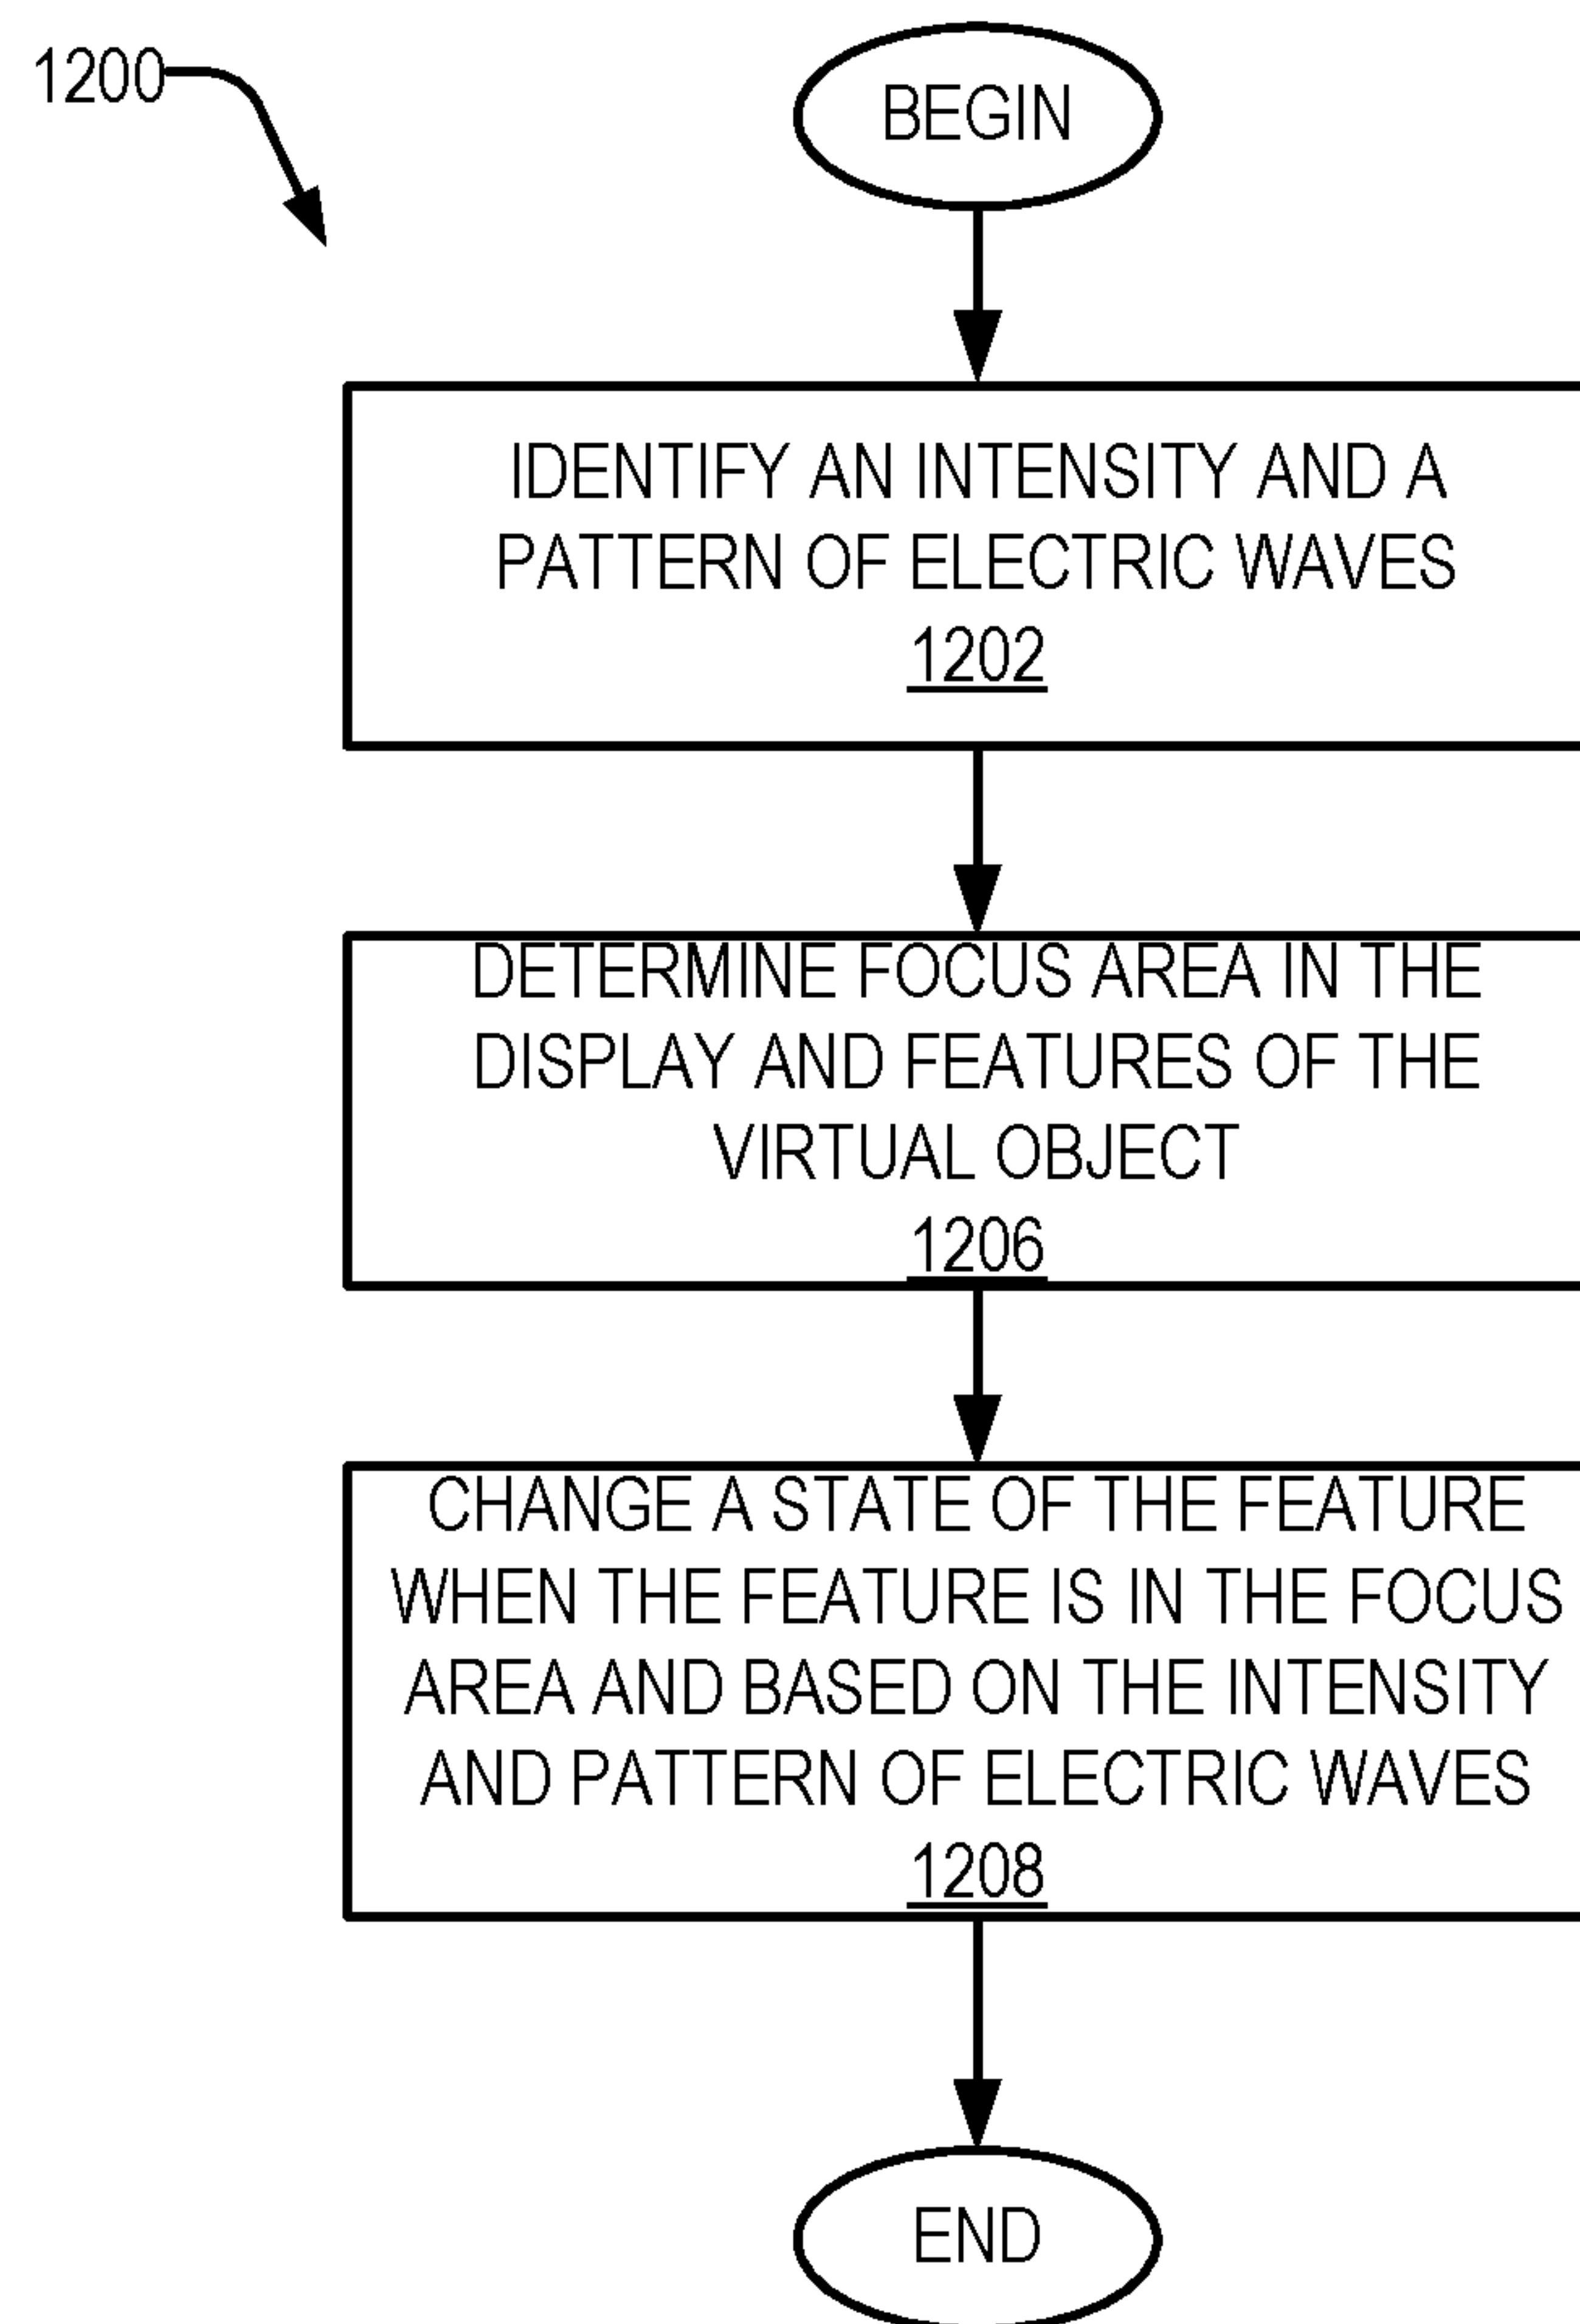 1200
BEGIN
IDENTIFY AN INTENSITY AND A
PATTERN OF ELECTRIC WAVES
1202
DETERMINE FOCUS AREA IN THE
DISPLAY AND FEATURES OF THE
VIRTUAL OBJECT
1206
CHANGE A STATE OF THE FEATURE
WHEN THE FEATURE IS IN THE FOCUS
AREA AND BASED ON THE INTENSITY
AND PATTERN OF ELECTRIC WAVES
1208
END